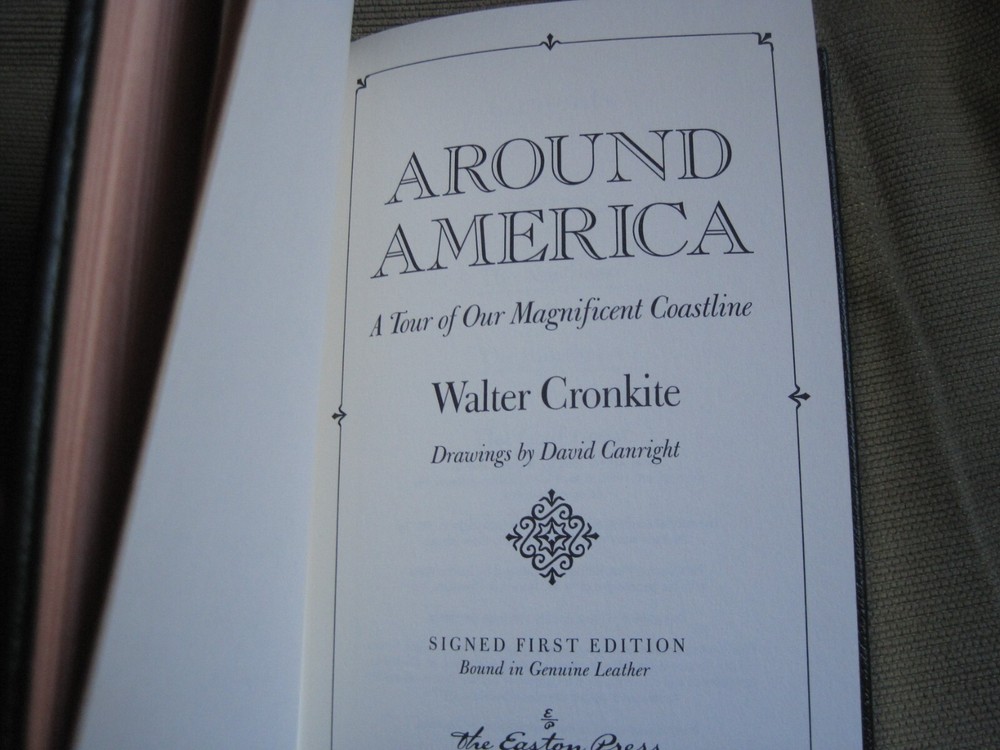 AROUND
AMERICA
A Tour of Our Magnificent Coastline
Walter Cronkite
Drawings by David Canright
SIGNED FIRST EDITION
Bound in Genuine Leather
E
P
The Easton Press